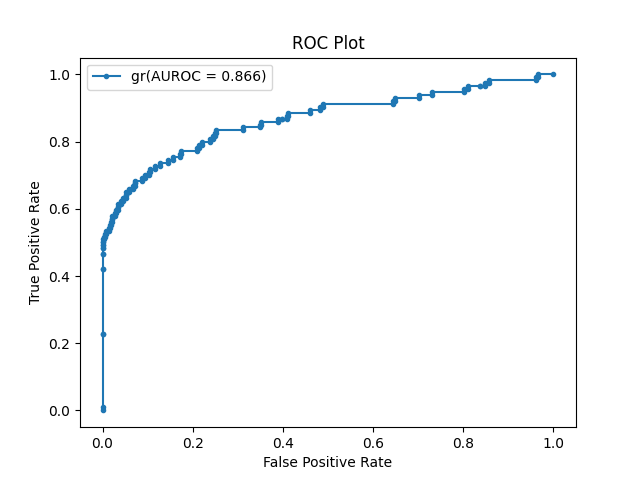 ROC Plot
gr(AUROC = 0.866)
True Positive Rate
1.0
0.8
0.6
0.4
0.2
0.0
0.0 0.2 0.4 0.6 0.8 1.0
False Positive Rate